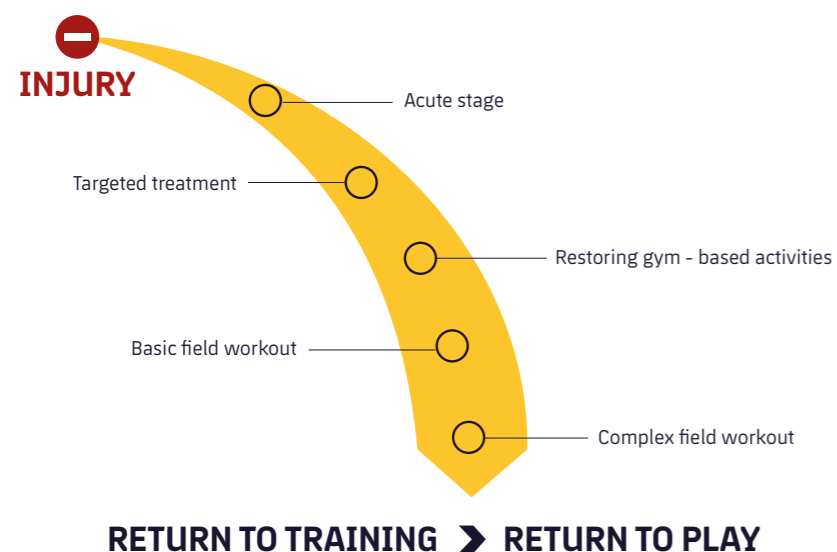 INJURY
Acute stage
Targeted treatment
Restoring gym - based activities
Basic field workout
Complex field workout
RETURN TO TRAINING RETURN TO PLAY